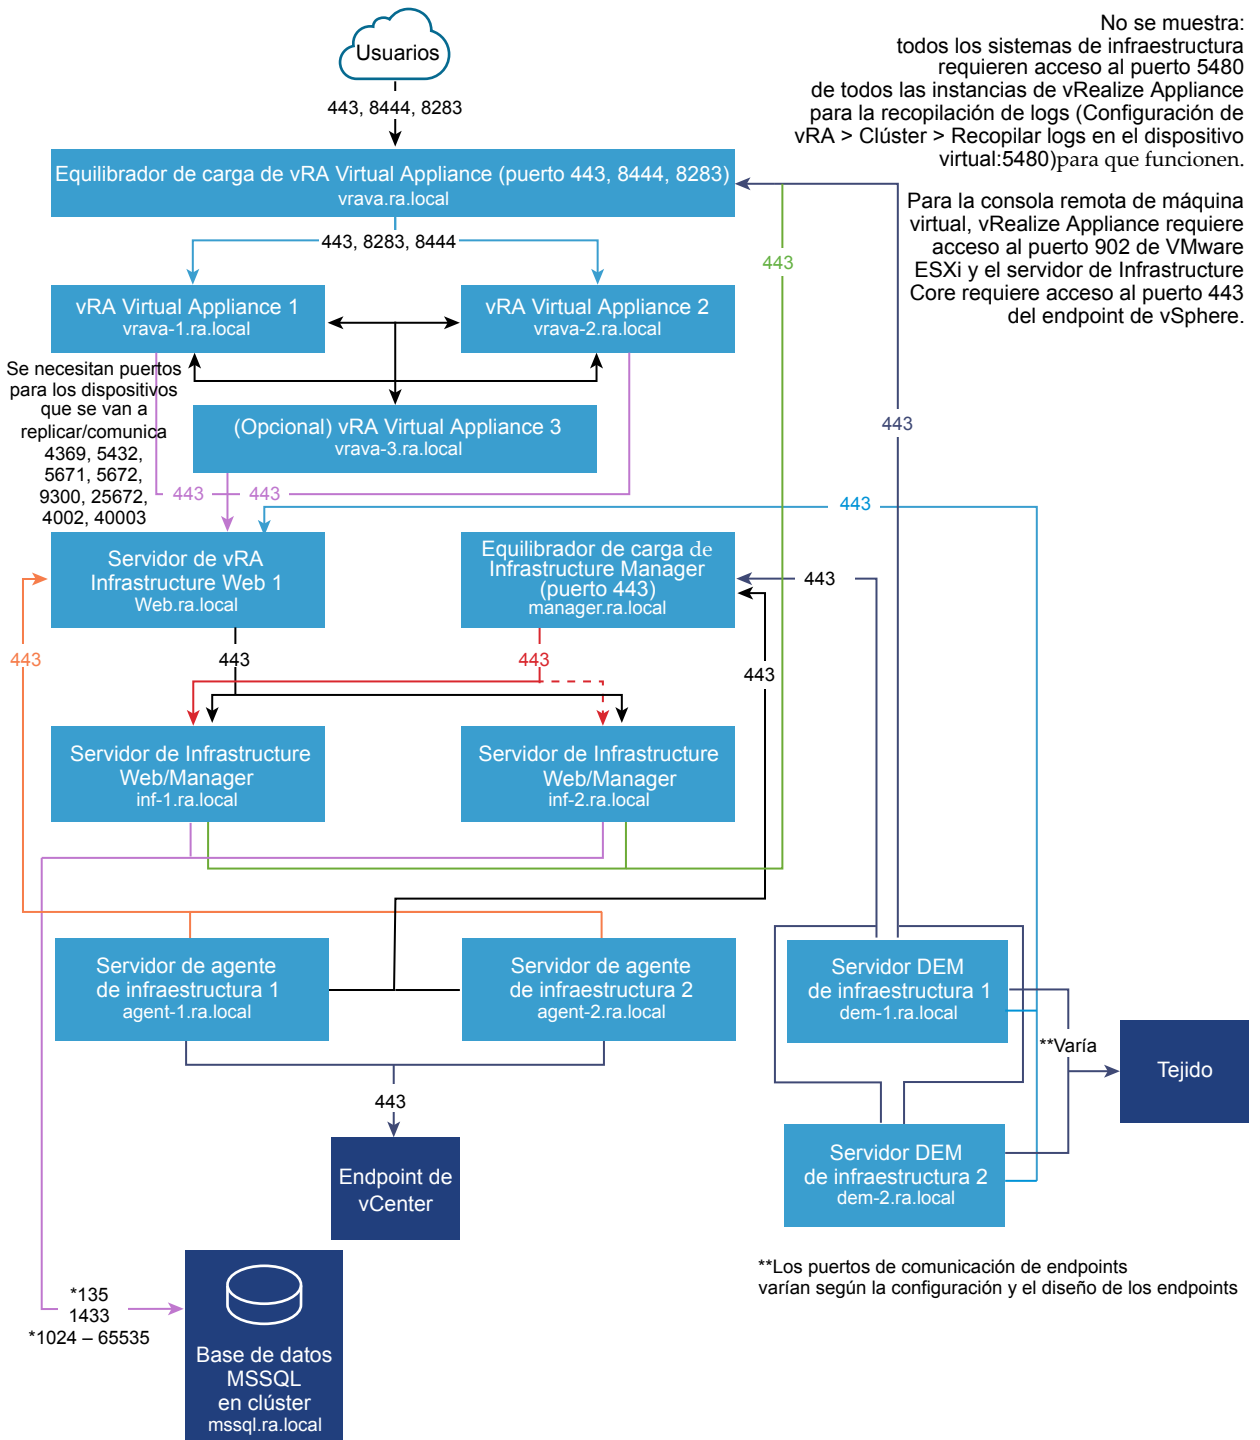 Usuarios
443, 8444, 8283
No se muestra:
todos los sistemas de infraestructura
requieren acceso al puerto 5480
de todos las instancias de vRealize Appliance
para la recopilación de logs (Configuración de
vRA > Clúster > Recopilar logs en el dispositivo
virtual:5480)para que funcionen.
Para la consola remota de máquina
virtual, vRealize Appliance requiere
acceso al puerto 902 de VMware
ESXi y el servidor de Infrastructure
Core requiere acceso al puerto 443
del endpoint de vSphere.
Equilibrador de carga de vRA Virtual Appliance (puerto 443, 8444, 8283)
vrava.ra.local
443, 8283, 8444
443
vRA Virtual Appliance 1
vrava-1.ra.local
vRA Virtual Appliance 2
vrava-2.ra.local
Se necesitan puertos
para los dispositivos
que se van a
replicar/comunica
4369, 5432,
5671, 5672,
9300, 25672,
4002, 40003
(Opcional) vRA Virtual Appliance 3
vrava-3.ra.local
443
443
443
443
Servidor de vRA
Infrastructure Web 1
Web.ra.local
Equilibrador de carga de
Infrastructure Manager
(puerto 443)
manager.ra.local
443
443
443
443
443
Servidor de Infrastructure
Web/Manager
inf-1.ra.local
Servidor de Infrastructure
Web/Manager
inf-2.ra.local
Servidor de agente
de infraestructura 1
agent-1.ra.local
Servidor de agente
de infraestructura 2
agent-2.ra.local
Servidor DEM
de infraestructura 1
dem-1.ra.local
**Varía
Tejido
443
Endpoint de
vCenter
Servidor DEM
de infraestructura 2
dem-2.ra.local
**Los puertos de comunicación de endpoints
varían según la configuración y el diseño de los endpoints
*135
1433
*1024 – 65535
Base de datos
MSSQL
en clúster
mssql.ra.local